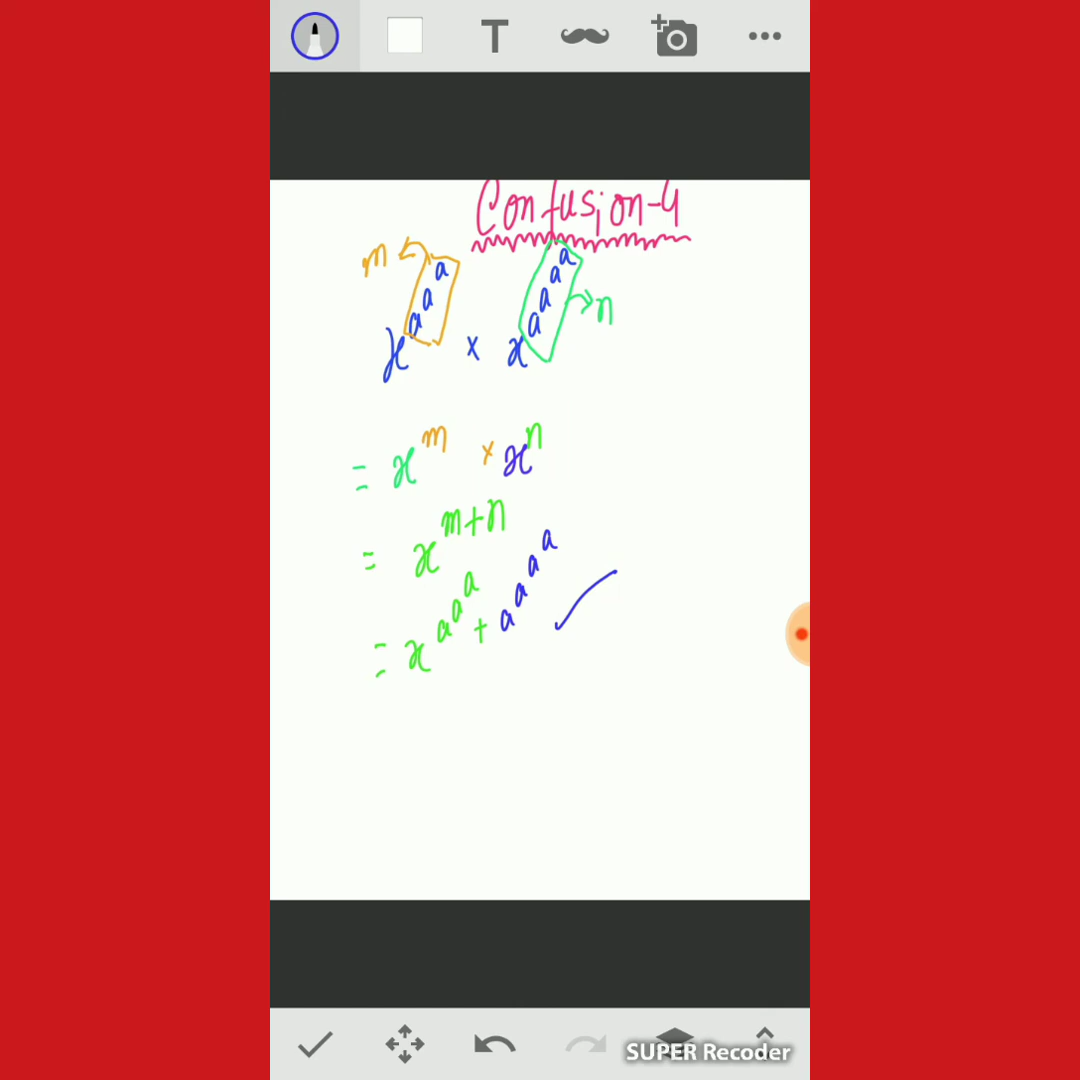 T
Confusion-4
m
x^a^a^a × x^a^a^a^a
n
= x^m × x^n
= x^m+n
= x^a^a^a + a^a^a^a
SUPER Recoder